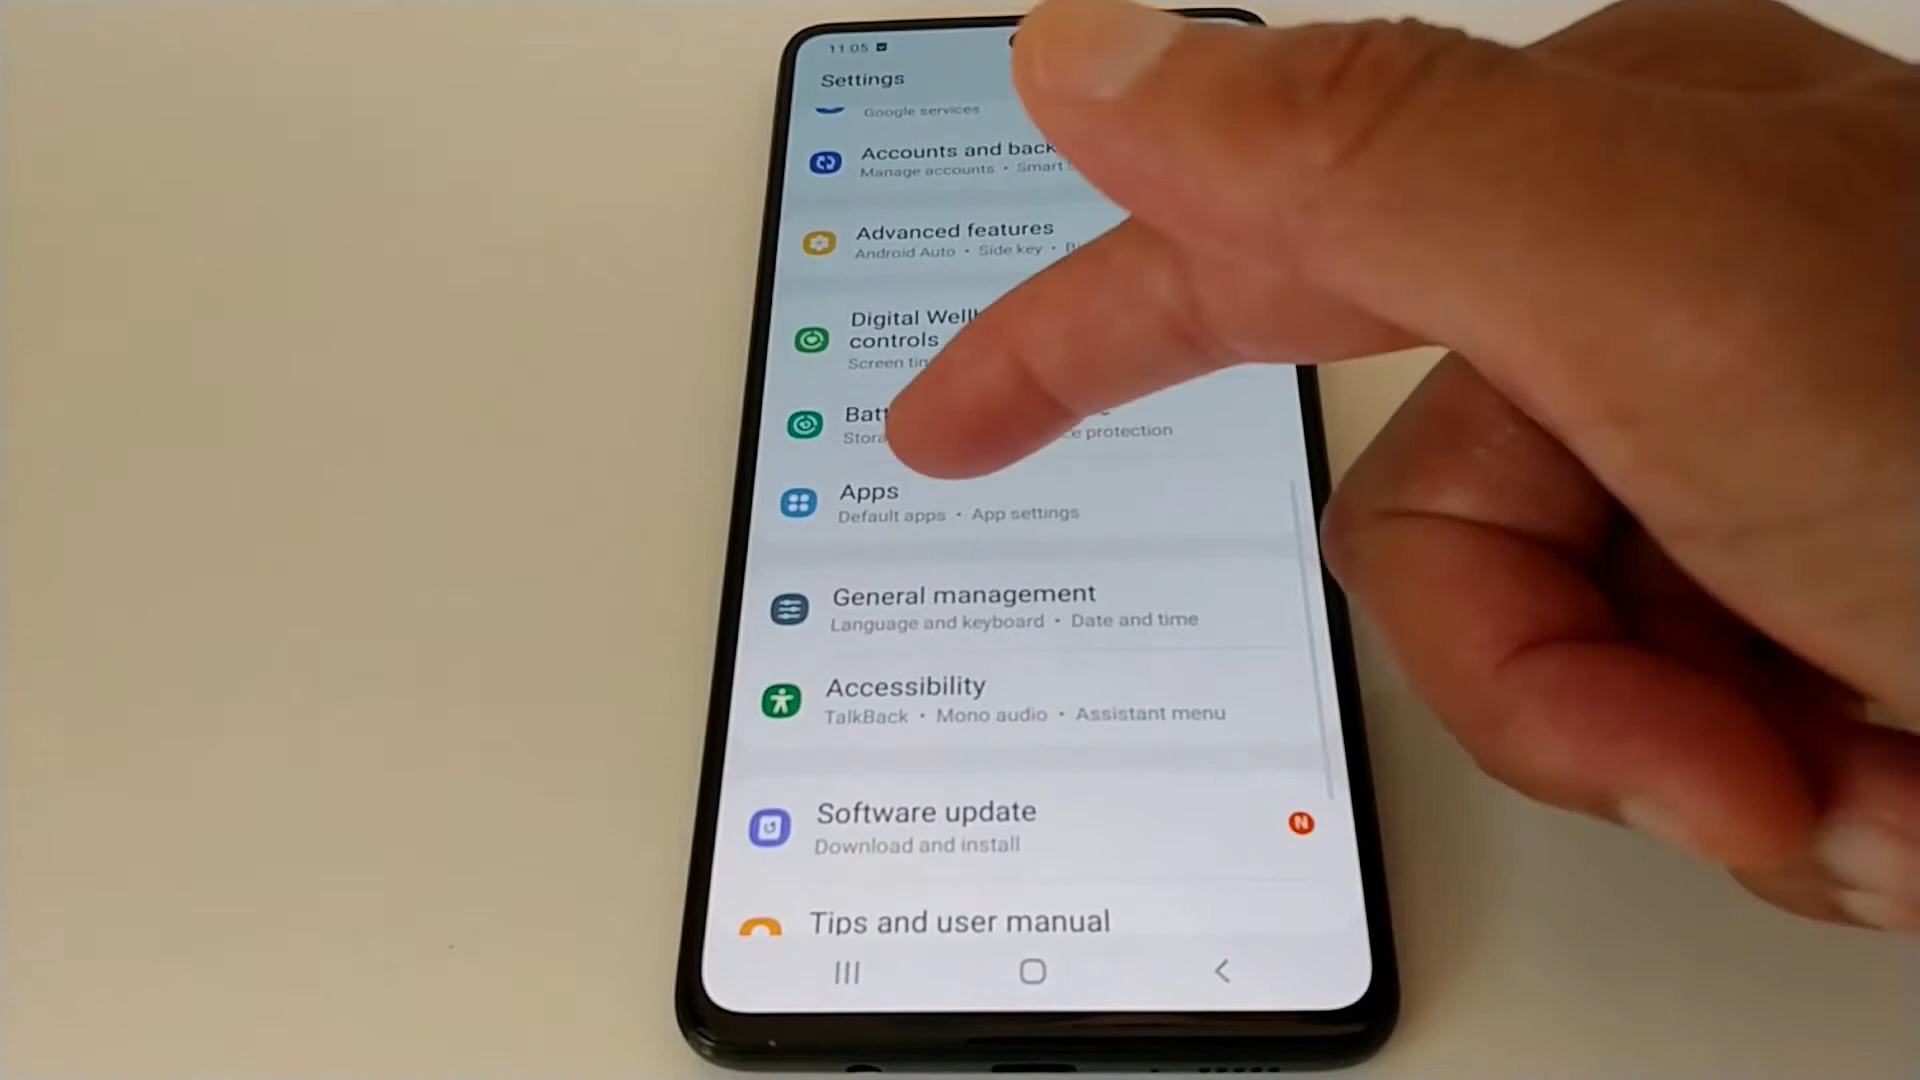 11:05
Settings
Google services
Accounts and back
Manage accounts • Smart
Advanced features
Android Auto • Side key •
Digital Well
controls
Screen
Batt
protection
Apps
Default apps • App settings
General management
Language and keyboard • Date and time
Accessibility
TalkBack • Mono audio • Assistant menu
Software update
N
Download and install
Tips and user manual